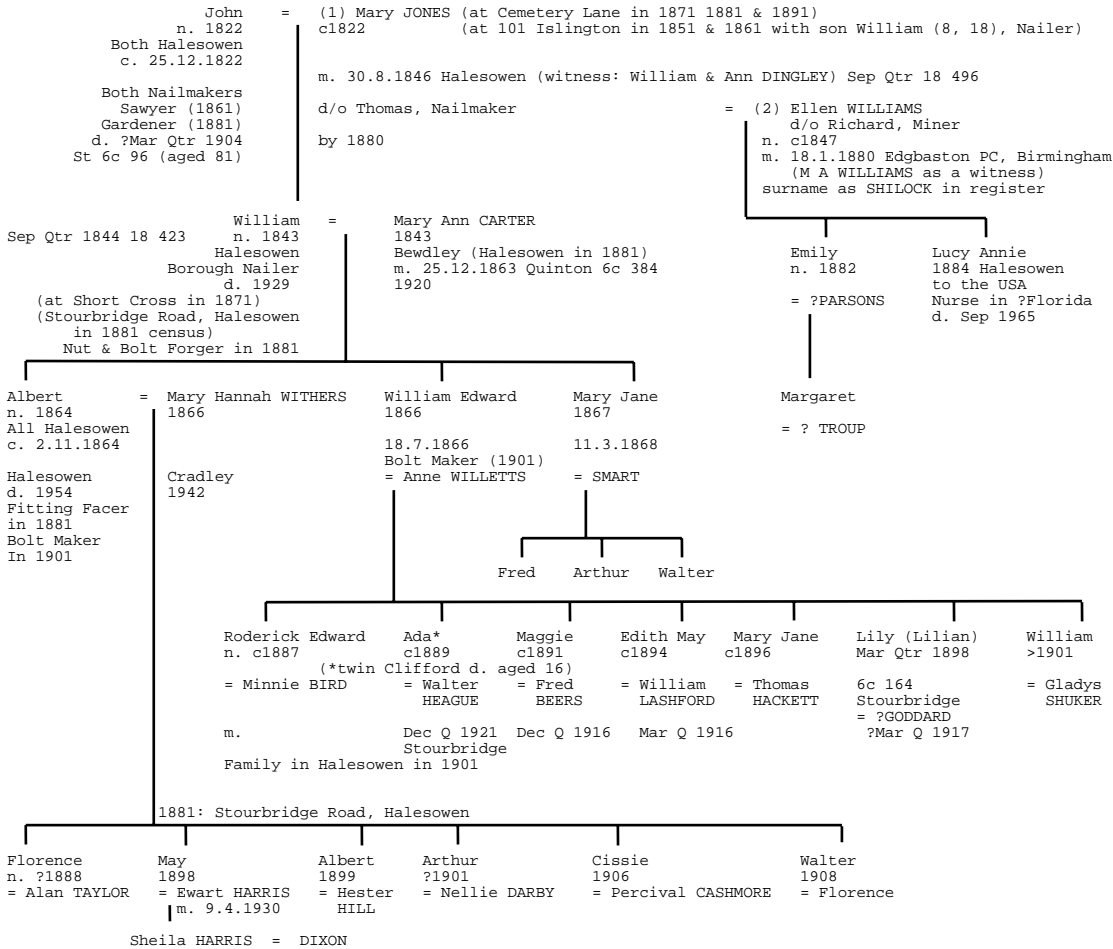 John = (1) Mary JONES (at Cemetery Lane in 1871 1881 & 1891)
n. 1822 c1822 (at 101 Islington in 1851 & 1861 with son William (8, 18), Nailer)
Both Halesowen
c. 25.12.1822
m. 30.8.1846 Halesowen (witness: William & Ann DINGLEY) Sep Qtr 18 496
Both Nailmakers
Sawyer (1861) d/o Thomas, Nailmaker = (2) Ellen WILLIAMS
Gardener (1881) d/o Richard, Miner
d. ?Mar Qtr 1904 by 1880 n. c1847
St 6c 96 (aged 81) m. 18.1.1880 Edgbaston PC, Birmingham
(M A WILLIAMS as a witness)
surname as SHILOCK in register
William = Mary Ann CARTER
Sep Qtr 1844 18 423 n. 1843 1843
Halesowen Bewdley (Halesowen in 1881) Emily Lucy Annie
Borough Nailer m. 25.12.1863 Quinton 6c 384 n. 1882 1884 Halesowen
d. 1929 1920 to the USA
(at Short Cross in 1871) = ?PARSONS Nurse in ?Florida
(Stourbridge Road, Halesowen d. Sep 1965
in 1881 census)
Nut & Bolt Forger in 1881
Albert = Mary Hannah WITHERS William Edward Mary Jane Margaret
n. 1864 1866 1866 1867
All Halesowen = ? TROUP
c. 2.11.1864 18.7.1866 11.3.1868
Bolt Maker (1901)
Halesowen Cradley = Anne WILLETTS = SMART
d. 1954 1942
Fitting Facer
in 1881
Bolt Maker
In 1901
Fred Arthur Walter
Roderick Edward Ada* Maggie Edith May Mary Jane Lily (Lilian) William
n. c1887 c1889 c1891 c1894 c1896 Mar Qtr 1898 >1901
(*twin Clifford d. aged 16)
= Minnie BIRD = Walter = Fred = William = Thomas 6c 164 = Gladys
HEAGUE BEERS LASHFORD HACKETT Stourbridge SHUKER
= ?GODDARD
m. Dec Q 1921 Dec Q 1916 Mar Q 1916 ?Mar Q 1917
Stourbridge
Family in Halesowen in 1901
1881: Stourbridge Road, Halesowen
Florence May Albert Arthur Cissie Walter
n. ?1888 1898 1899 ?1901 1906 1908
= Alan TAYLOR = Ewart HARRIS = Hester = Nellie DARBY = Percival CASHMORE = Florence
m. 9.4.1930 HILL
Sheila HARRIS = DIXON